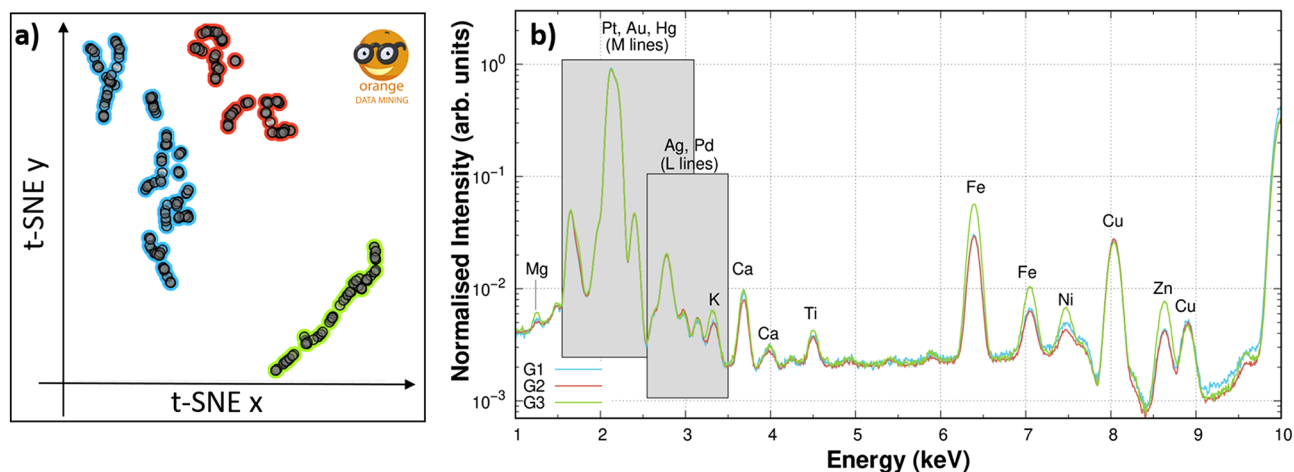 a)
orange
DATA MINING
t-SNE y
t-SNE x
b)
Normalised Intensity (arb. units)
10⁰
10⁻¹
10⁻²
10⁻³
Pt, Au, Hg
(M lines)
Ag, Pd
(L lines)
Mg
K
Ca
Ca
Ti
Fe
Fe
Ni
Cu
Zn
Cu
G1
G2
G3
1 2 3 4 5 6 7 8 9 10
Energy (keV)